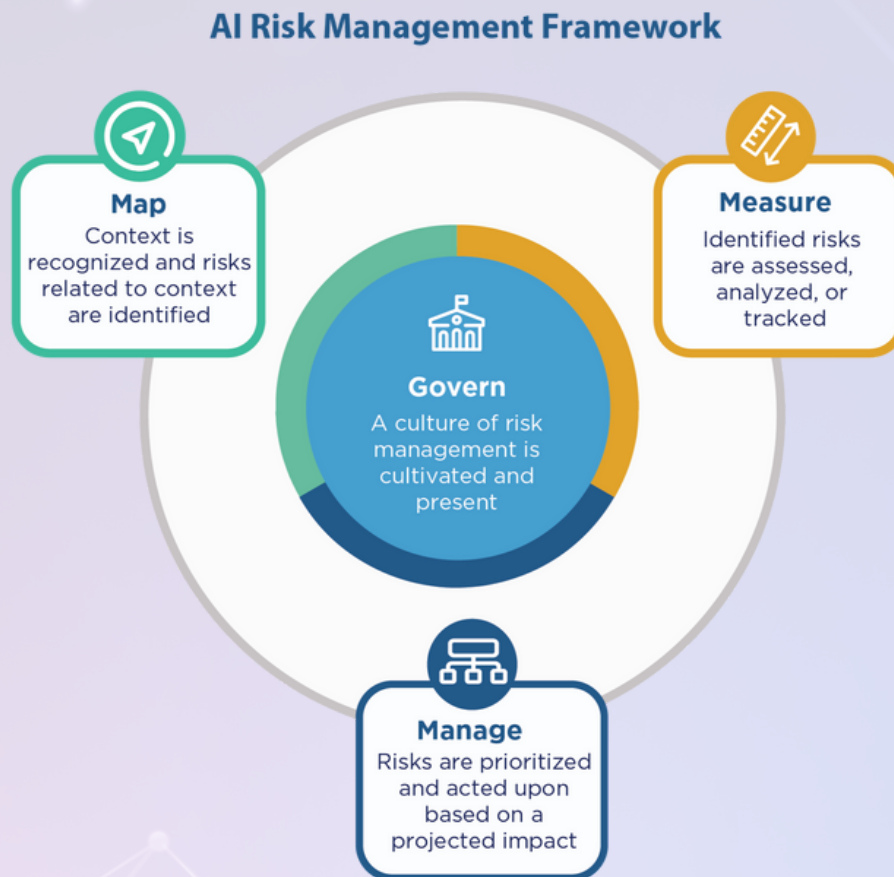 AI Risk Management Framework
Map
Context is
recognized and risks
related to context
are identified
Measure
Identified risks
are assessed,
analyzed, or
tracked
Govern
A culture of risk
management is
cultivated and
present
Manage
Risks are prioritized
and acted upon
based on a
projected impact